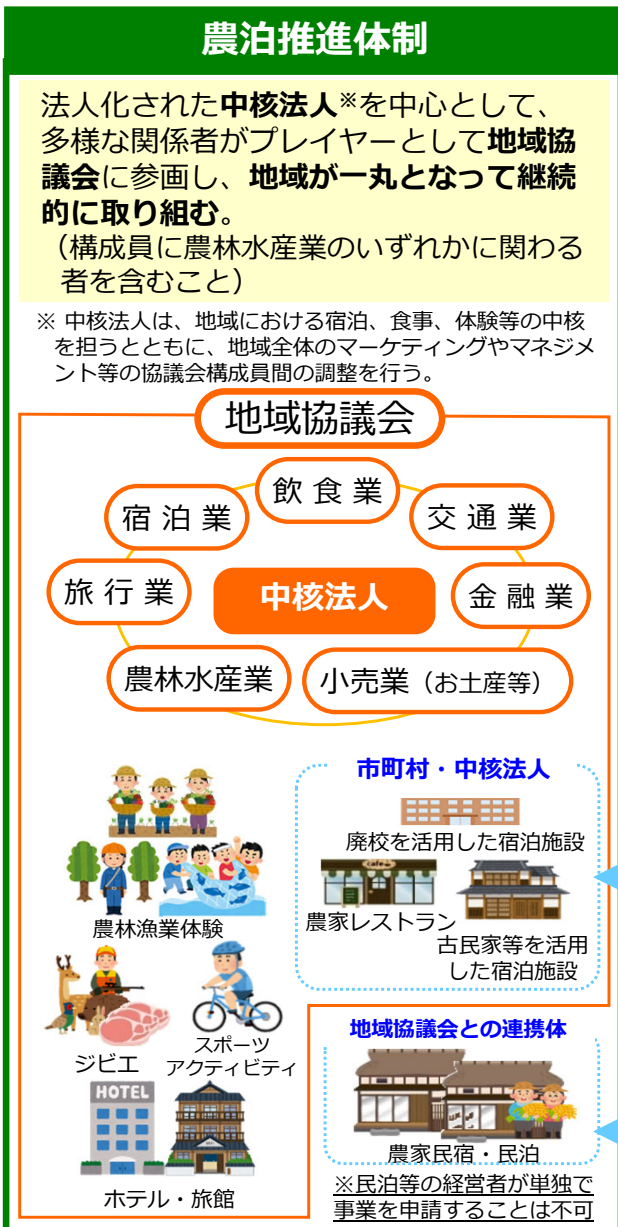 農泊推進体制
法人化された中核法人※を中心として、
多様な関係者がプレイヤーとして地域協
議会に参画し、地域が一丸となって継続
的に取り組む。
（構成員に農林水産業のいずれかに関わる
者を含むこと）
※ 中核法人は、地域における宿泊、食事、体験等の中核
を担うとともに、地域全体のマーケティングやマネジメ
ント等の協議会構成員間の調整を行う。
地域協議会
飲食業
宿泊業
交通業
旅行業
中核法人
金融業
農林水産業
小売業（お土産等）
市町村・中核法人
廃校を活用した宿泊施設
Cafe
農家レストラン
古民家等を活用
した宿泊施設
農林漁業体験
ジビエ
スポーツ
アクティビティ
HOTEL
ホテル・旅館
地域協議会との連携体
農家民宿・民泊
※民泊等の経営者が単独で
事業を申請することは不可